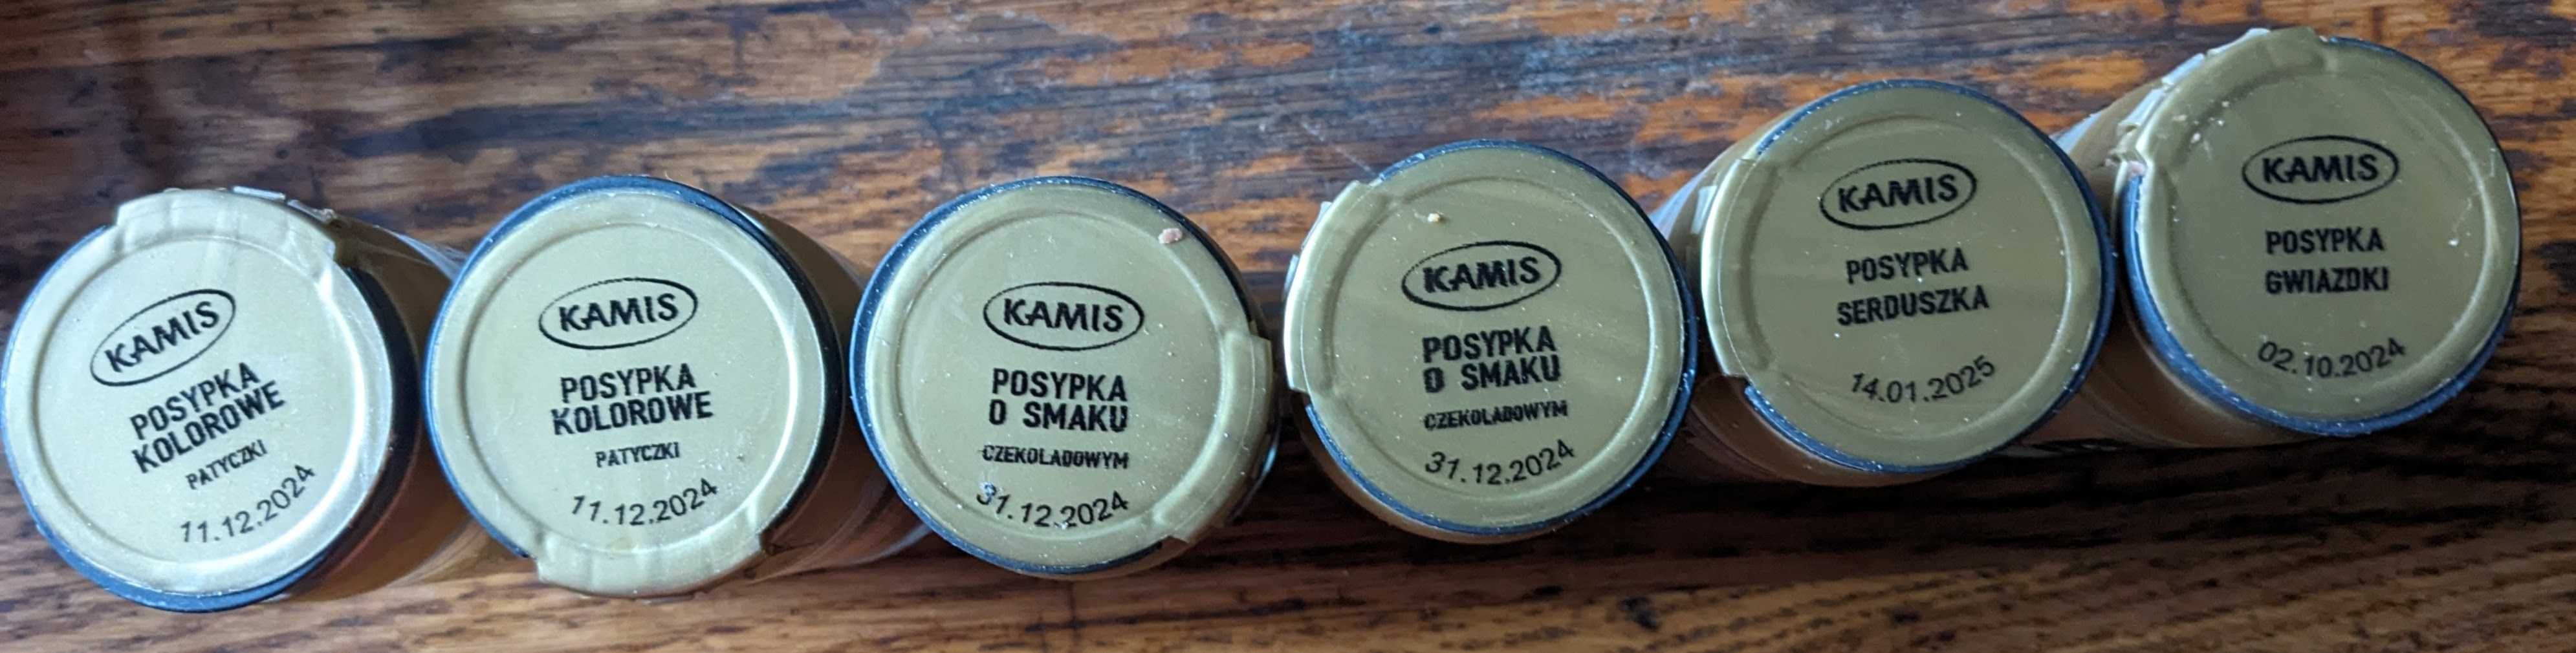 KAMIS
POSYPKA
KOLOROWE
PATYCZKI
11.12.2024
KAMIS
POSYPKA
KOLOROWE
PATYCZKI
11.12.2024
KAMIS
POSYPKA
O SMAKU
CZEKOLADOWYM
31.12.2024
KAMIS
POSYPKA
O SMAKU
CZEKOLADOWYM
31.12.2024
KAMIS
POSYPKA
SERDUSZKA
14.01.2025
KAMIS
POSYPKA
GWIAZDKI
02.10.2024